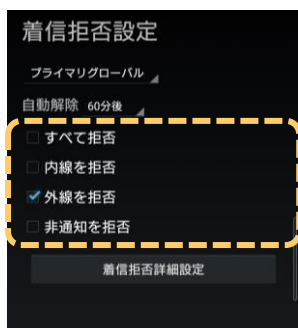 着信拒否設定
プライマリグローバル
自動解除 60分後
すべて拒否
内線を拒否
外線を拒否
非通知を拒否
着信拒否詳細設定